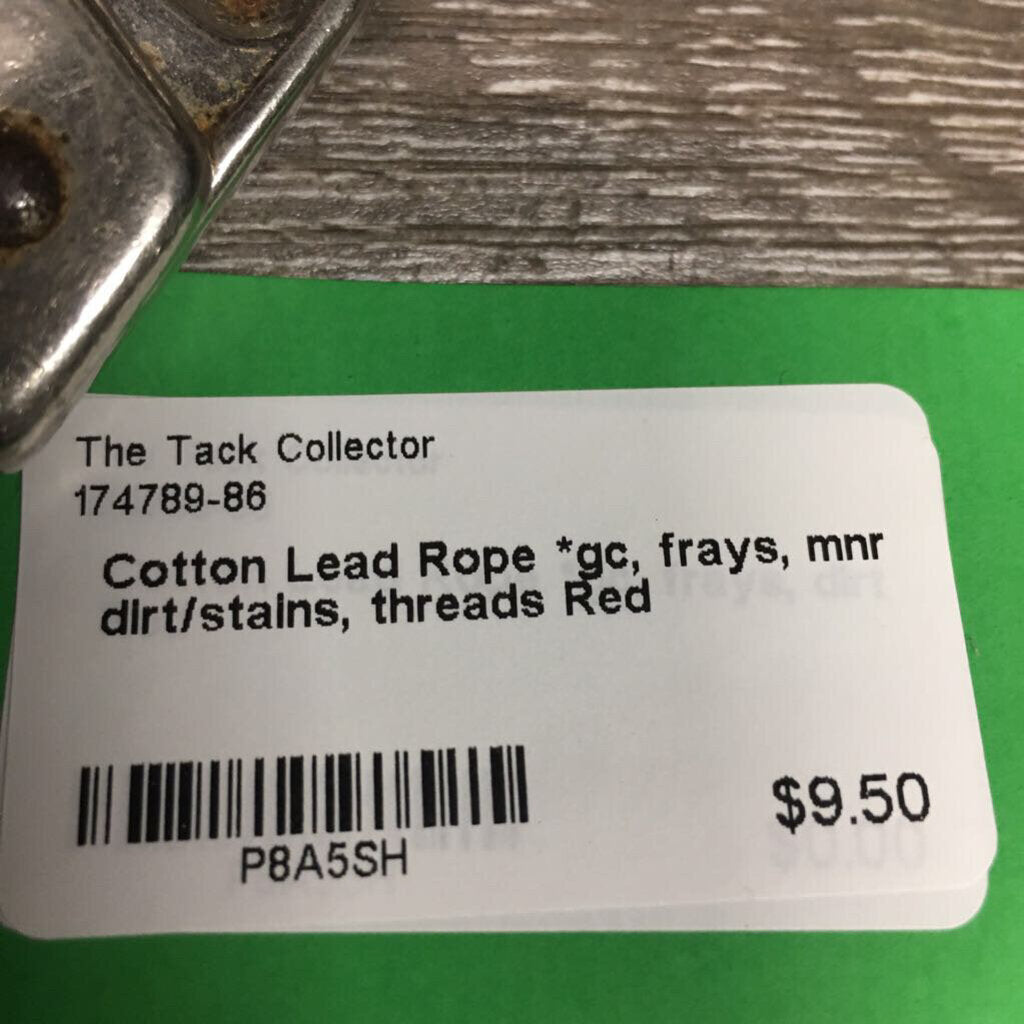 The Tack Collector
174789-86
Cotton Lead Rope *gc, frays, mnr
dirt/stains, threads Red
P8A5SH
$9.50